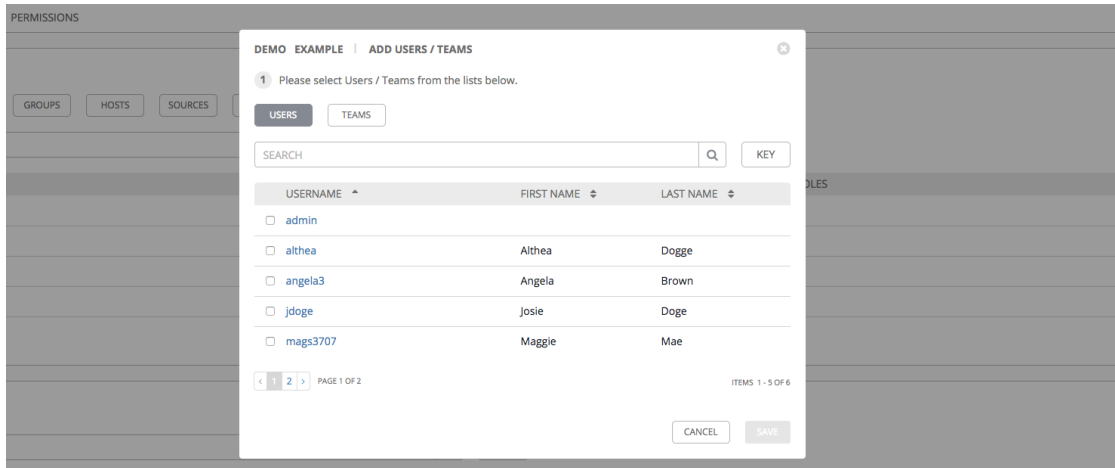 PERMISSIONS
DEMO EXAMPLE | ADD USERS / TEAMS
1 Please select Users / Teams from the lists below.
GROUPS HOSTS SOURCES
USERS TEAMS
SEARCH KEY
USERNAME FIRST NAME LAST NAME
OLES
admin
althea Althea Dogge
angela3 Angela Brown
jdoge Josie Doge
mags3707 Maggie Mae
< 1 2 > PAGE 1 OF 2 ITEMS 1 - 5 OF 6
CANCEL SAVE